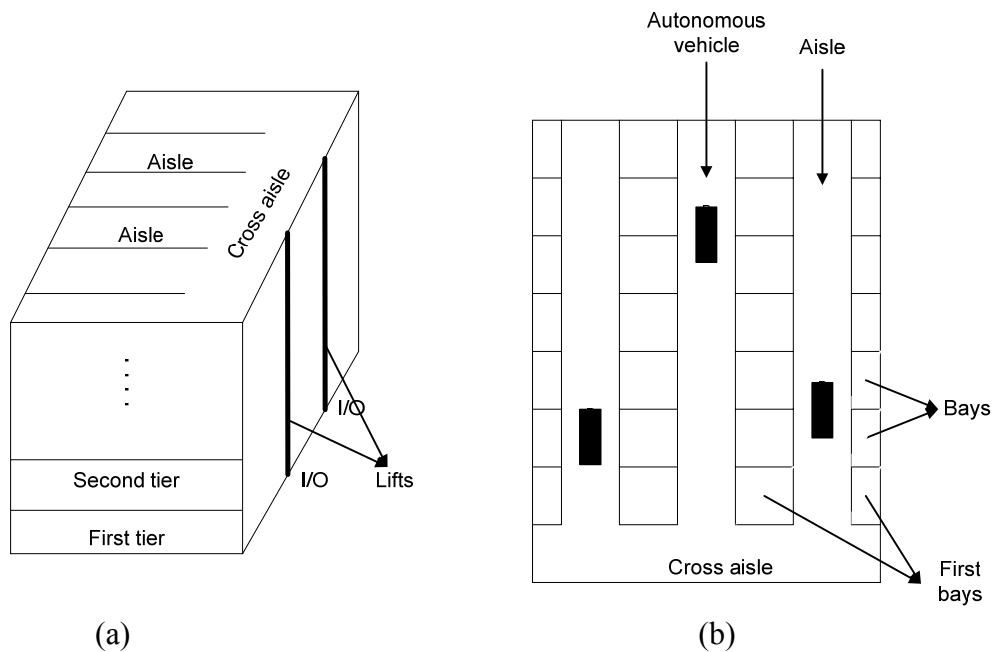 Aisle
Aisle
Cross aisle
I/O
I/O
Lifts
Second tier
First tier
(a)
Autonomous
vehicle
Aisle
Bays
Cross aisle
First
bays
(b)